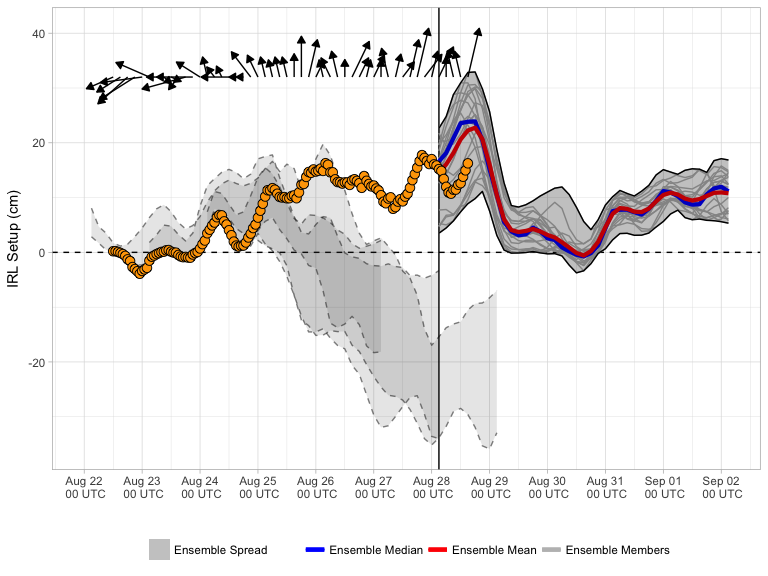 IRL Setup (cm)
40
20
0
-20
Aug 22 Aug 23 Aug 24 Aug 25 Aug 26 Aug 27 Aug 28 Aug 29 Aug 30 Aug 31 Sep 01 Sep 02
00 UTC 00 UTC 00 UTC 00 UTC 00 UTC 00 UTC 00 UTC 00 UTC 00 UTC 00 UTC 00 UTC 00 UTC
Ensemble Spread Ensemble Median Ensemble Mean Ensemble Members